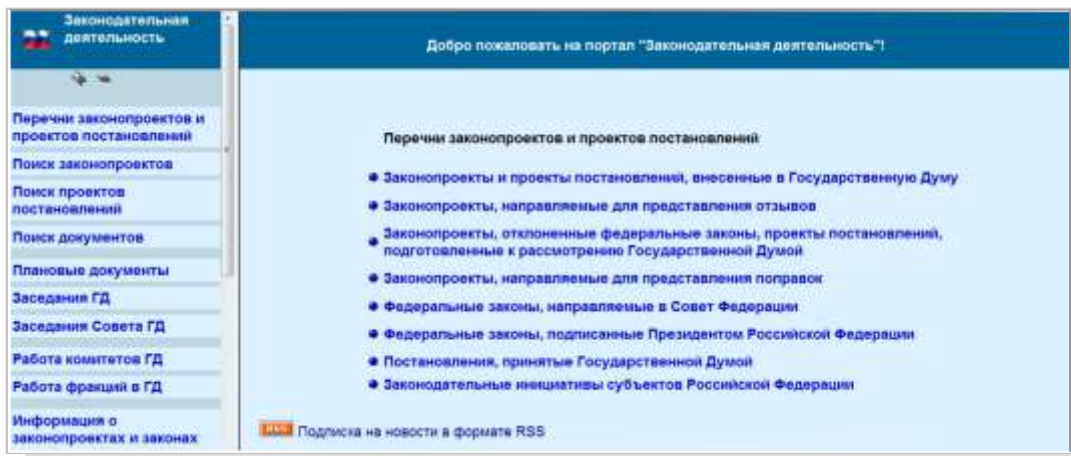 Законодательная
деятельность
Добро пожаловать на портал "Законодательная деятельность"!
Перечни законопроектов и
проектов постановлений
Поиск законопроектов
Поиск проектов
постановлений
Поиск документов
Плановые документы
Заседания ГД
Заседания Совета ГД
Работа комитетов ГД
Работа фракций в ГД
Информация о
законопроектах и законах
Перечни законопроектов и проектов постановлений
Законопроекты и проекты постановлений, внесенные в Государственную Думу
Законопроекты, направляемые для представления отзывов
Законопроекты, отклоненные федеральные законы, проекты постановлений,
подготовленные к рассмотрению Государственной Думой
Законопроекты, направляемые для представления поправок
Федеральные законы, направляемые в Совет Федерации
Федеральные законы, подписанные Президентом Российской Федерации
Постановления, принятые Государственной Думой
Законодательные инициативы субъектов Российской Федерации
RSS Подписка на новости в формате RSS